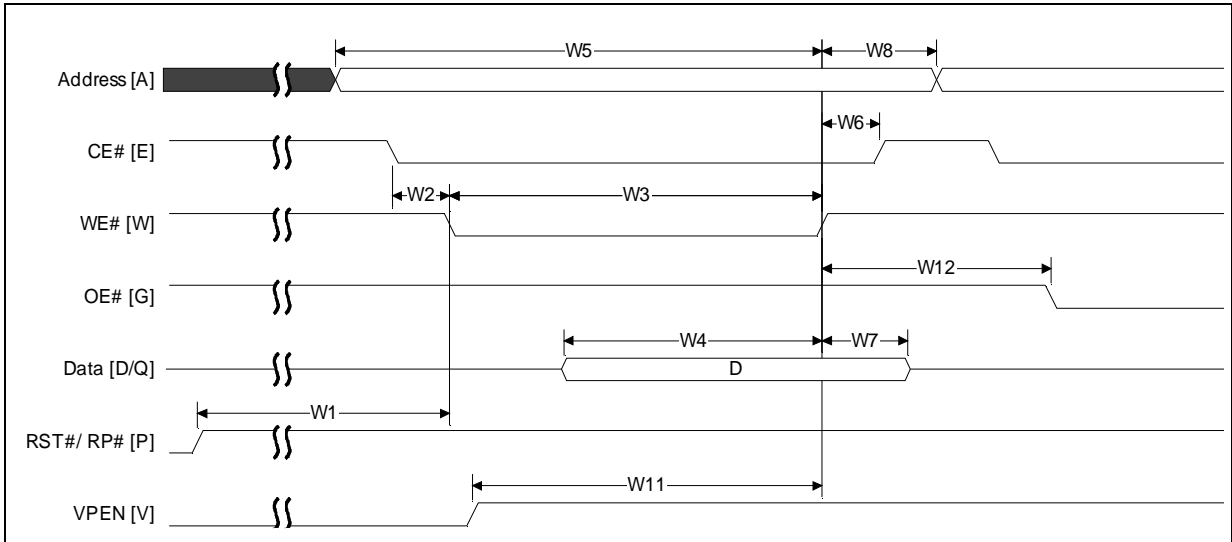 W5
W8
Address [A]
W6
CE# [E]
W2
W3
WE# [W]
W12
OE# [G]
W4
W7
Data [D/Q]
D
W1
RST#/ RP# [P]
W11
VPEN [V]